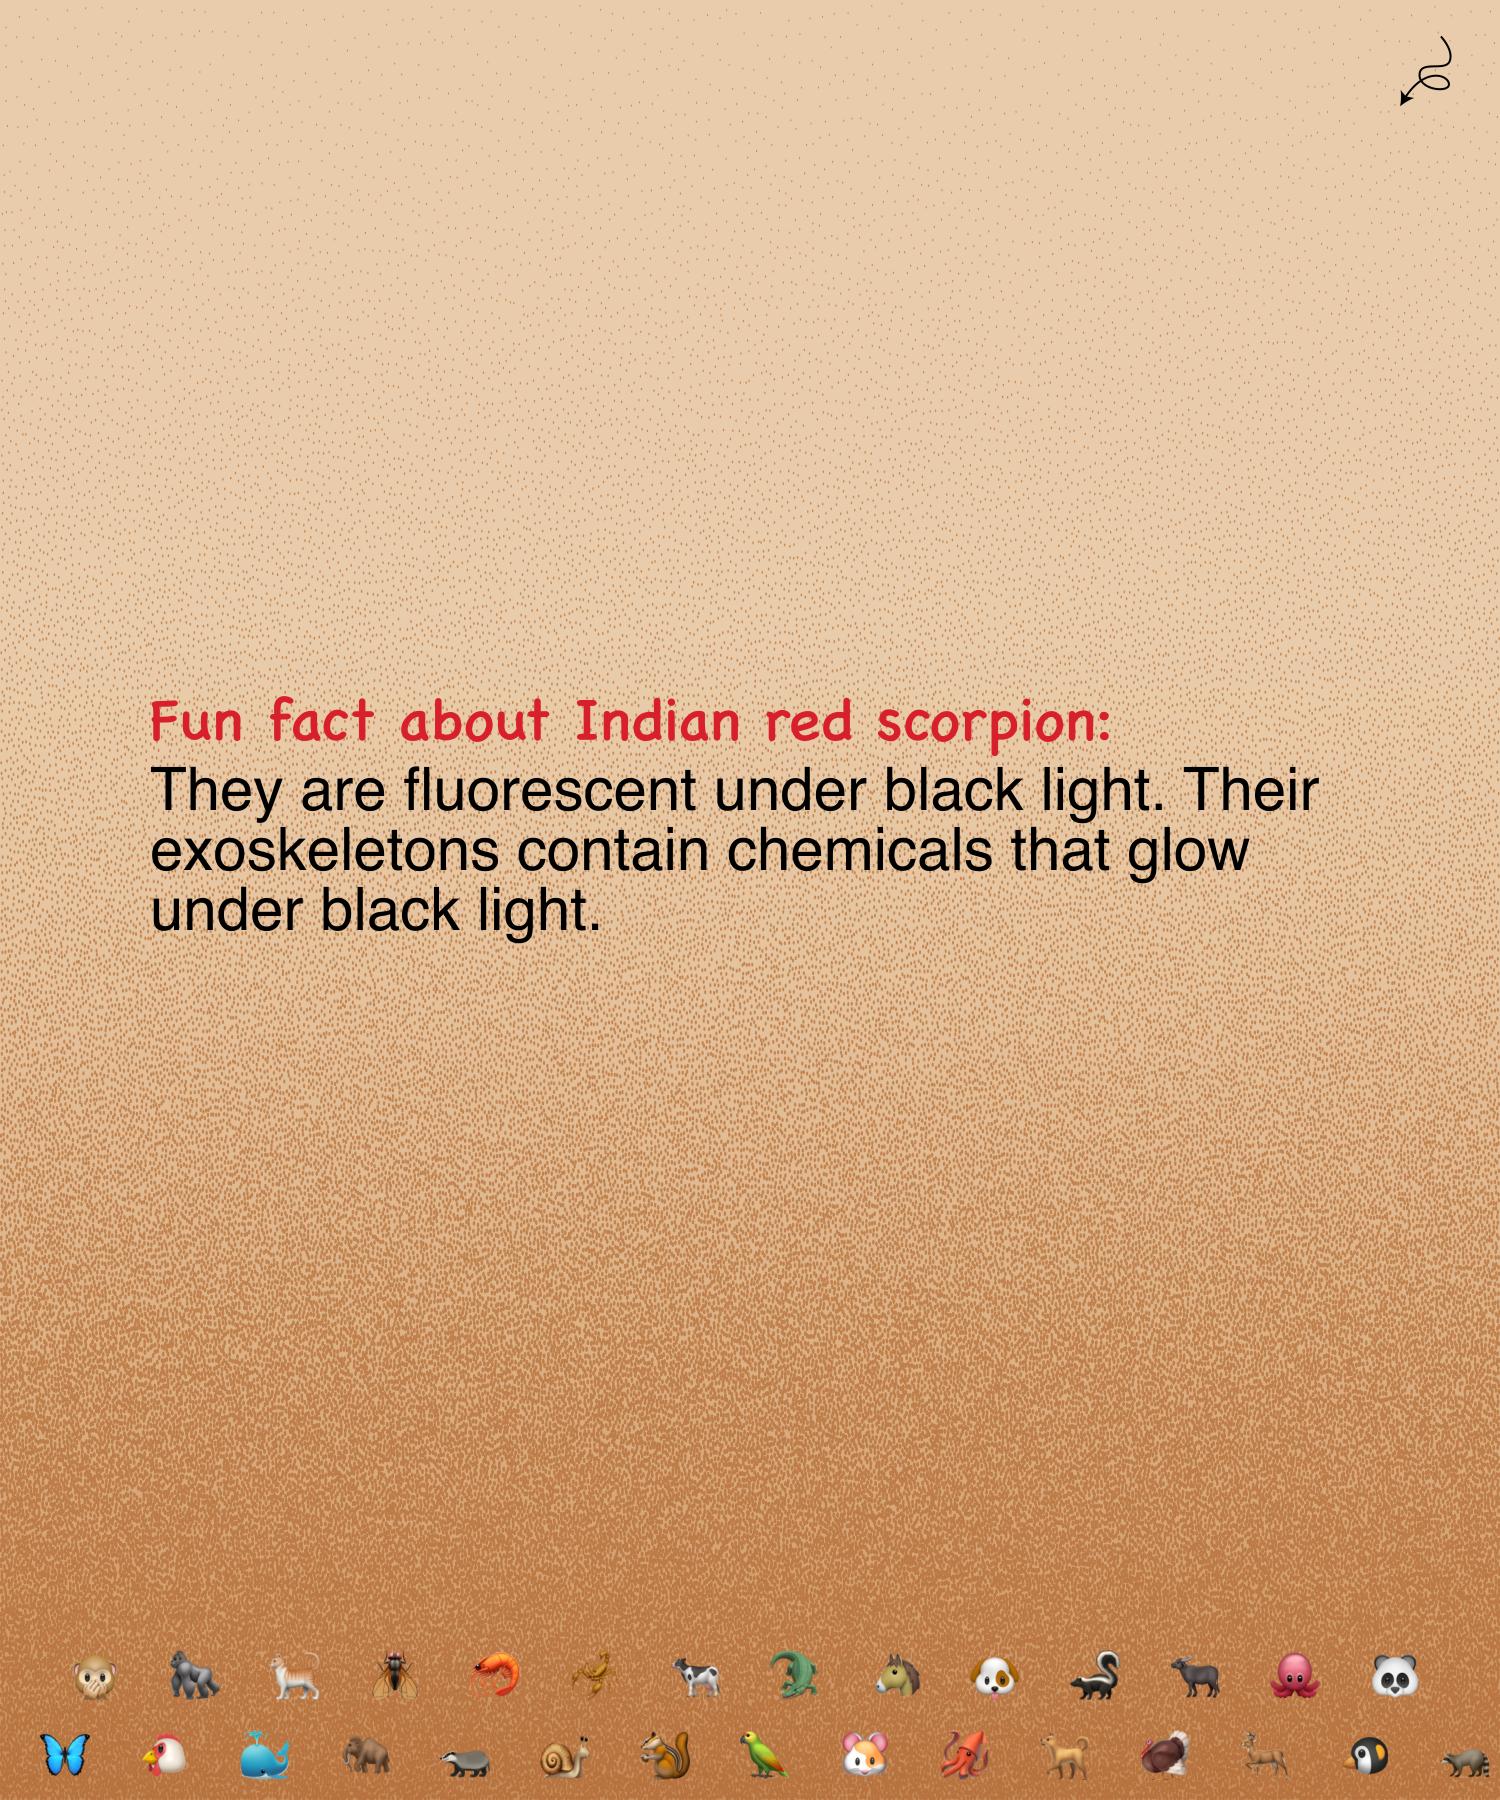 Fun fact about Indian red scorpion:
They are fluorescent under black light. Their
exoskeletons contain chemicals that glow
under black light.